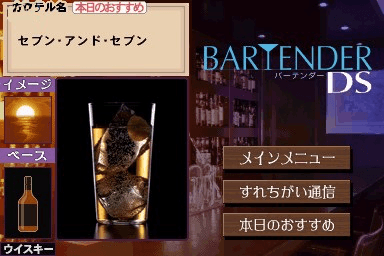 カクテル名 本日のおすすめ
セブン・アンド・セブン
イメージ
ベース
ウイスキー
BARTENDER
バーテンダー
DS
メインメニュー
すれちがい通信
本日のおすすめ